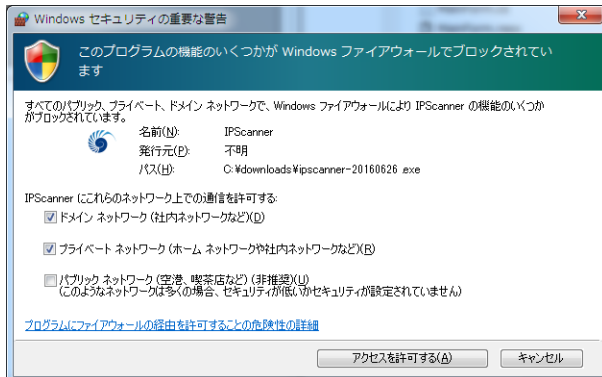 Windows セキュリティの重要な警告
このプログラムの機能のいくつかが Windows ファイアウォールでブロックされてい
ます
すべてのパブリック、プライベート、ドメイン ネットワークで、Windows ファイアウォールにより IPScanner の機能のいくつか
がブロックされています。
名前(N): IPScanner
発行元(P): 不明
パス(H): C:¥downloads¥ipscanner-20160626 .exe
IPScanner にこれらのネットワーク上での通信を許可する:
ドメイン ネットワーク (社内ネットワークなど)(D)
プライベート ネットワーク (ホーム ネットワークや社内ネットワークなど)(R)
パブリック ネットワーク (空港、喫茶店など) (非推奨)(U)
(このようなネットワークは多くの場合、セキュリティが低いかセキュリティが設定されていません)
プログラムにファイアウォールの経由を許可することの危険性の詳細
アクセスを許可する(A) キャンセル